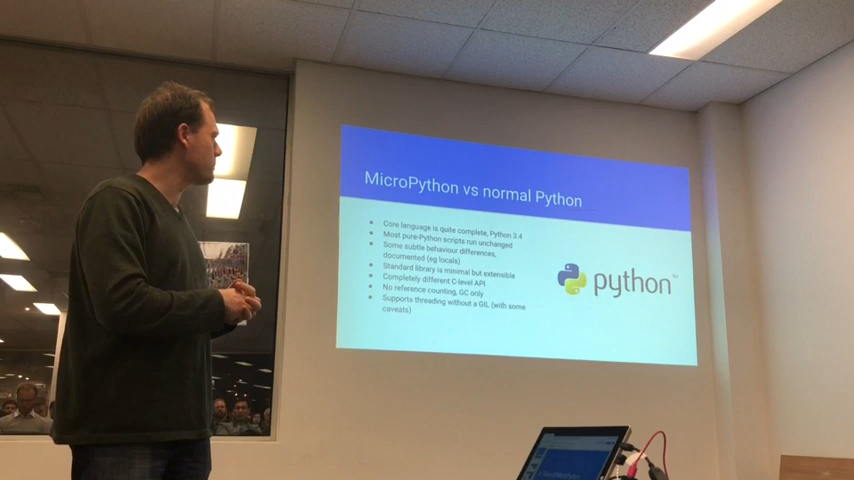 MicroPython vs normal Python
● Core language is quite complete, Python 3.4
● Most pure-Python scripts run unchanged
● Some subtle behaviour differences,
documented (eg locals)
● Standard library is minimal but extensible
● Completely different C-level API
● No reference counting, GC only
● Supports threading without a GIL (with some
caveats)
python